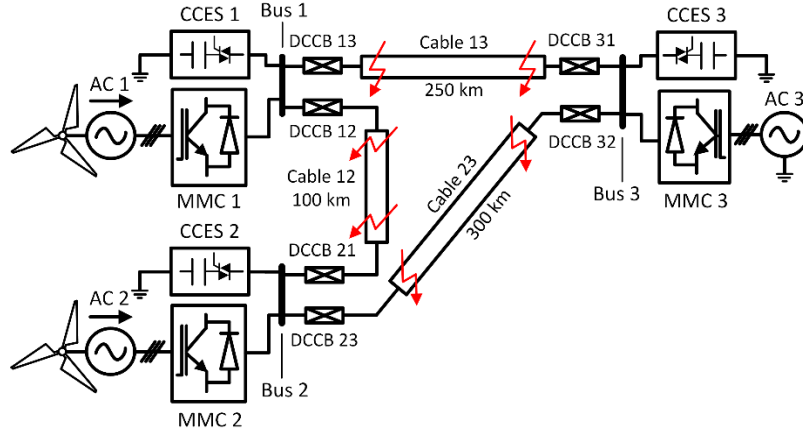 CCES 1
Bus 1
DCCB 13
Cable 13
DCCB 31
CCES 3
AC 1
250 km
AC 3
DCCB 12
DCCB 32
MMC 1
Cable 12
100 km
Cable 23
300 km
Bus 3
MMC 3
CCES 2
DCCB 21
AC 2
DCCB 23
Bus 2
MMC 2